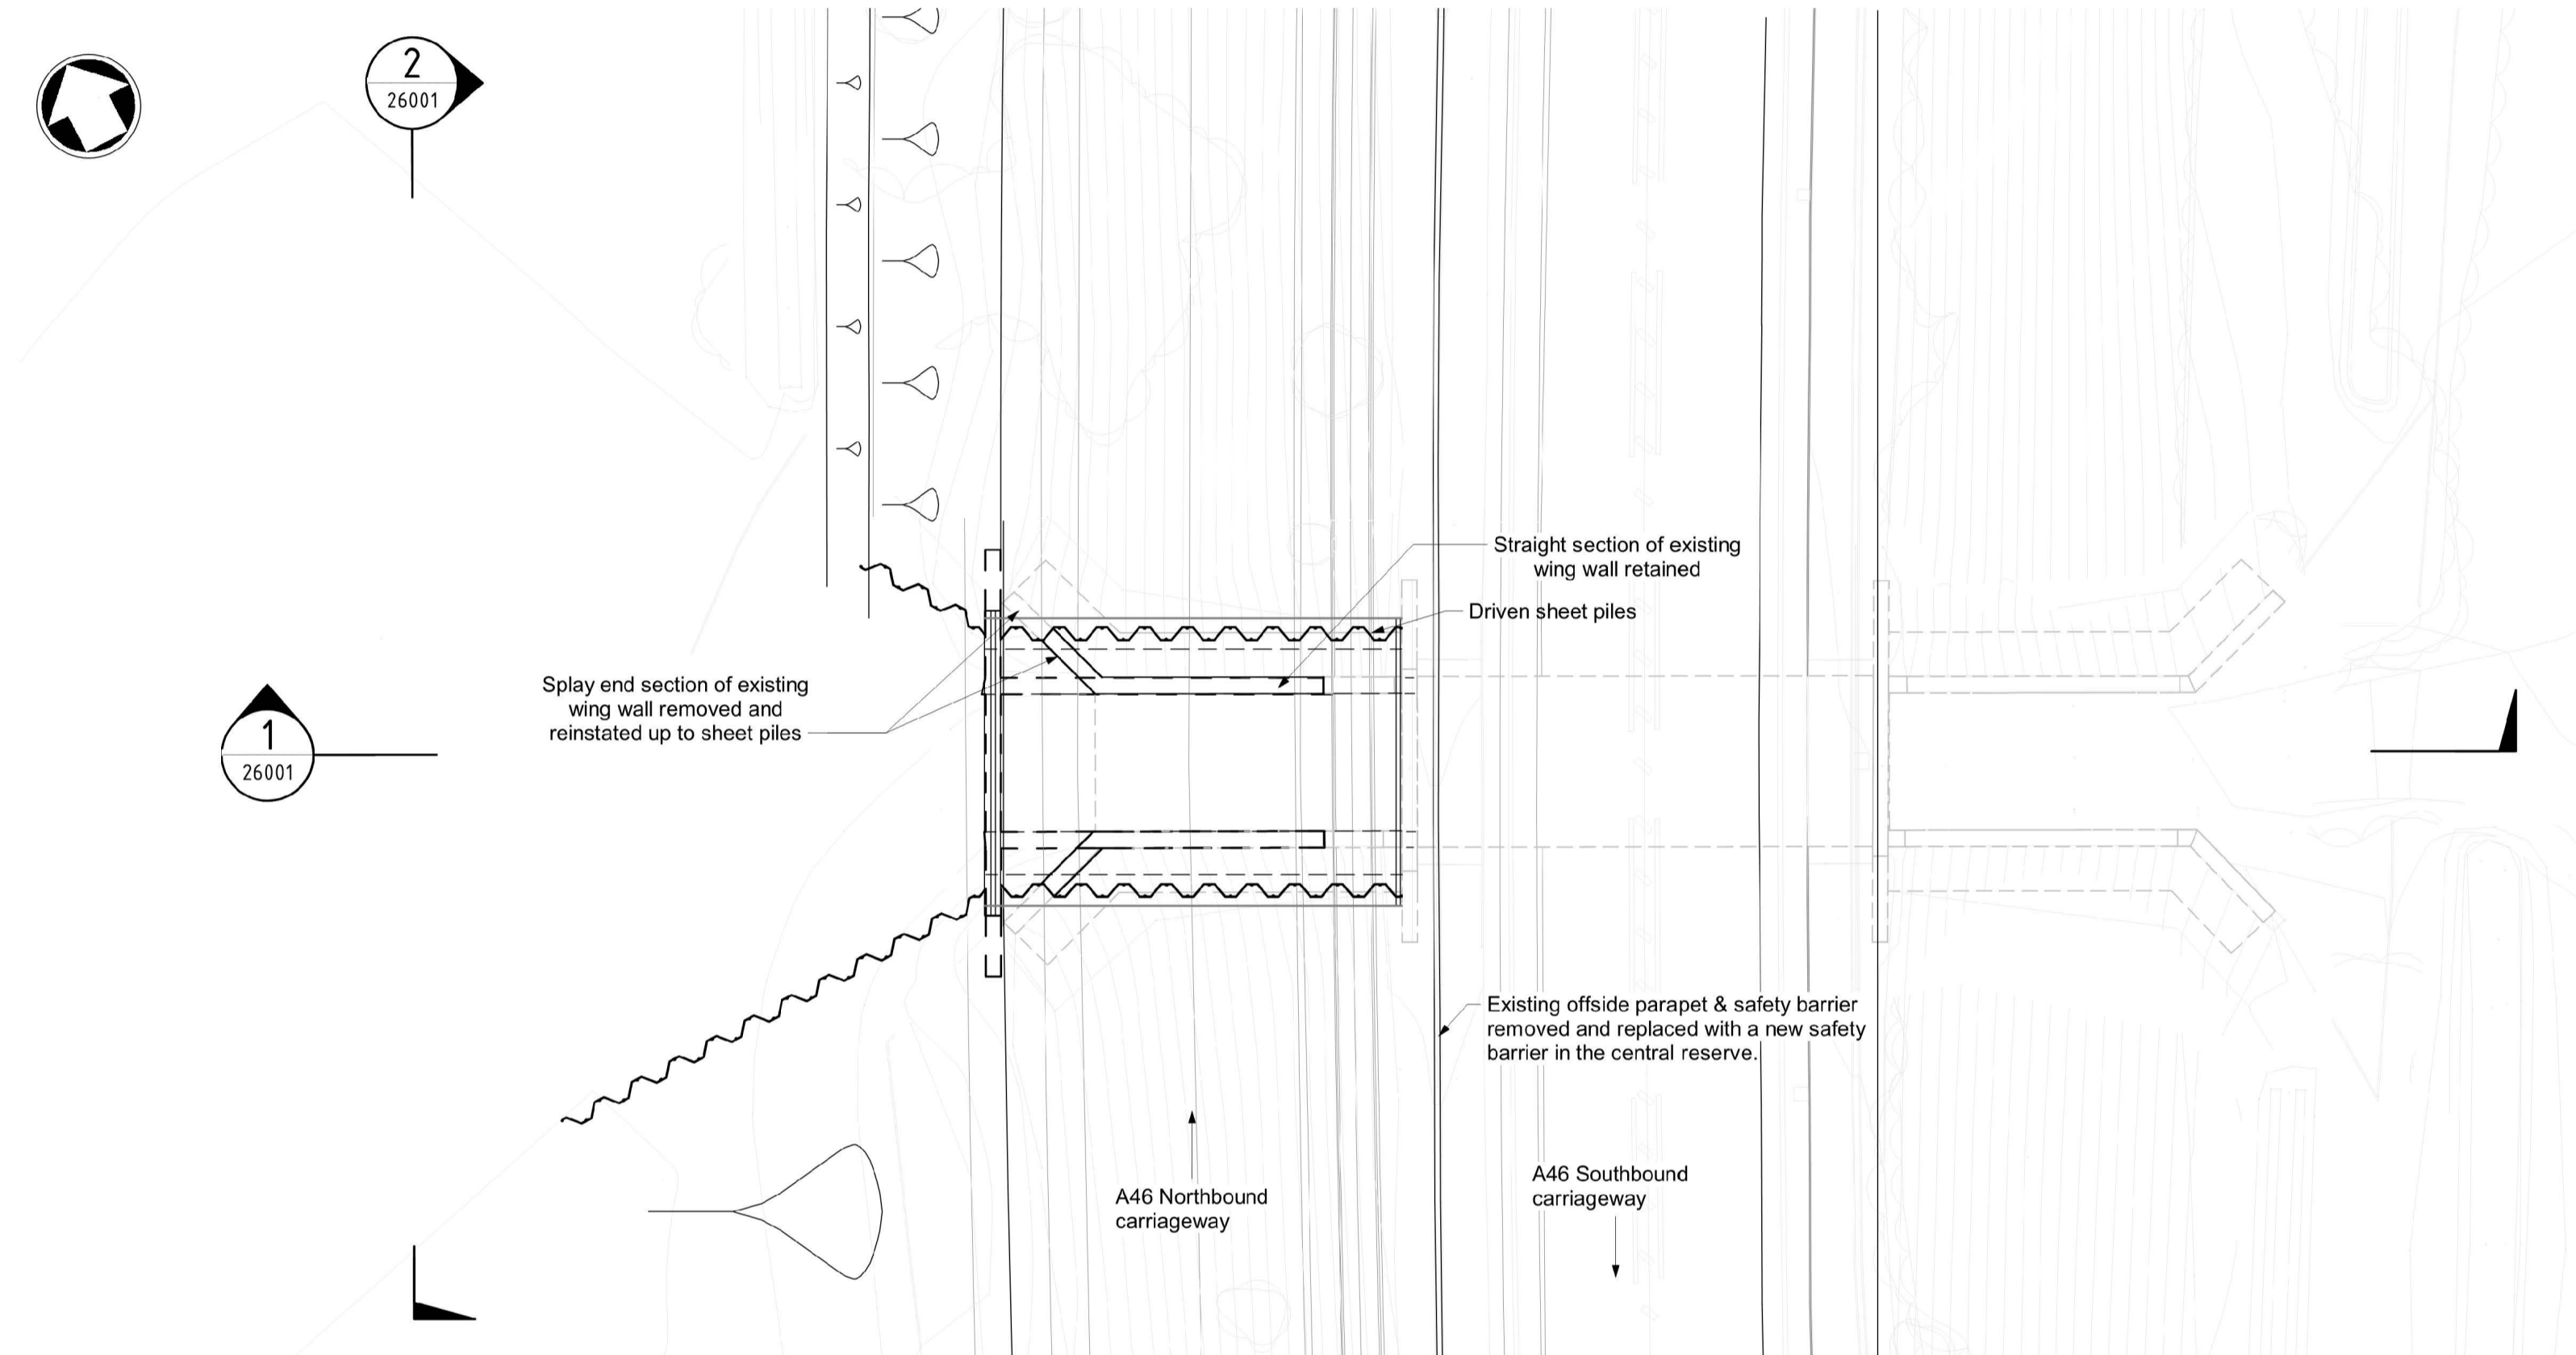 2
26001
Straight section of existing
wing wall retained
Driven sheet piles
Splay end section of existing
wing wall removed and
reinstated up to sheet piles
1
26001
Existing offside parapet & safety barrier
removed and replaced with a new safety
barrier in the central reserve.
A46 Northbound
carriageway
A46 Southbound
carriageway